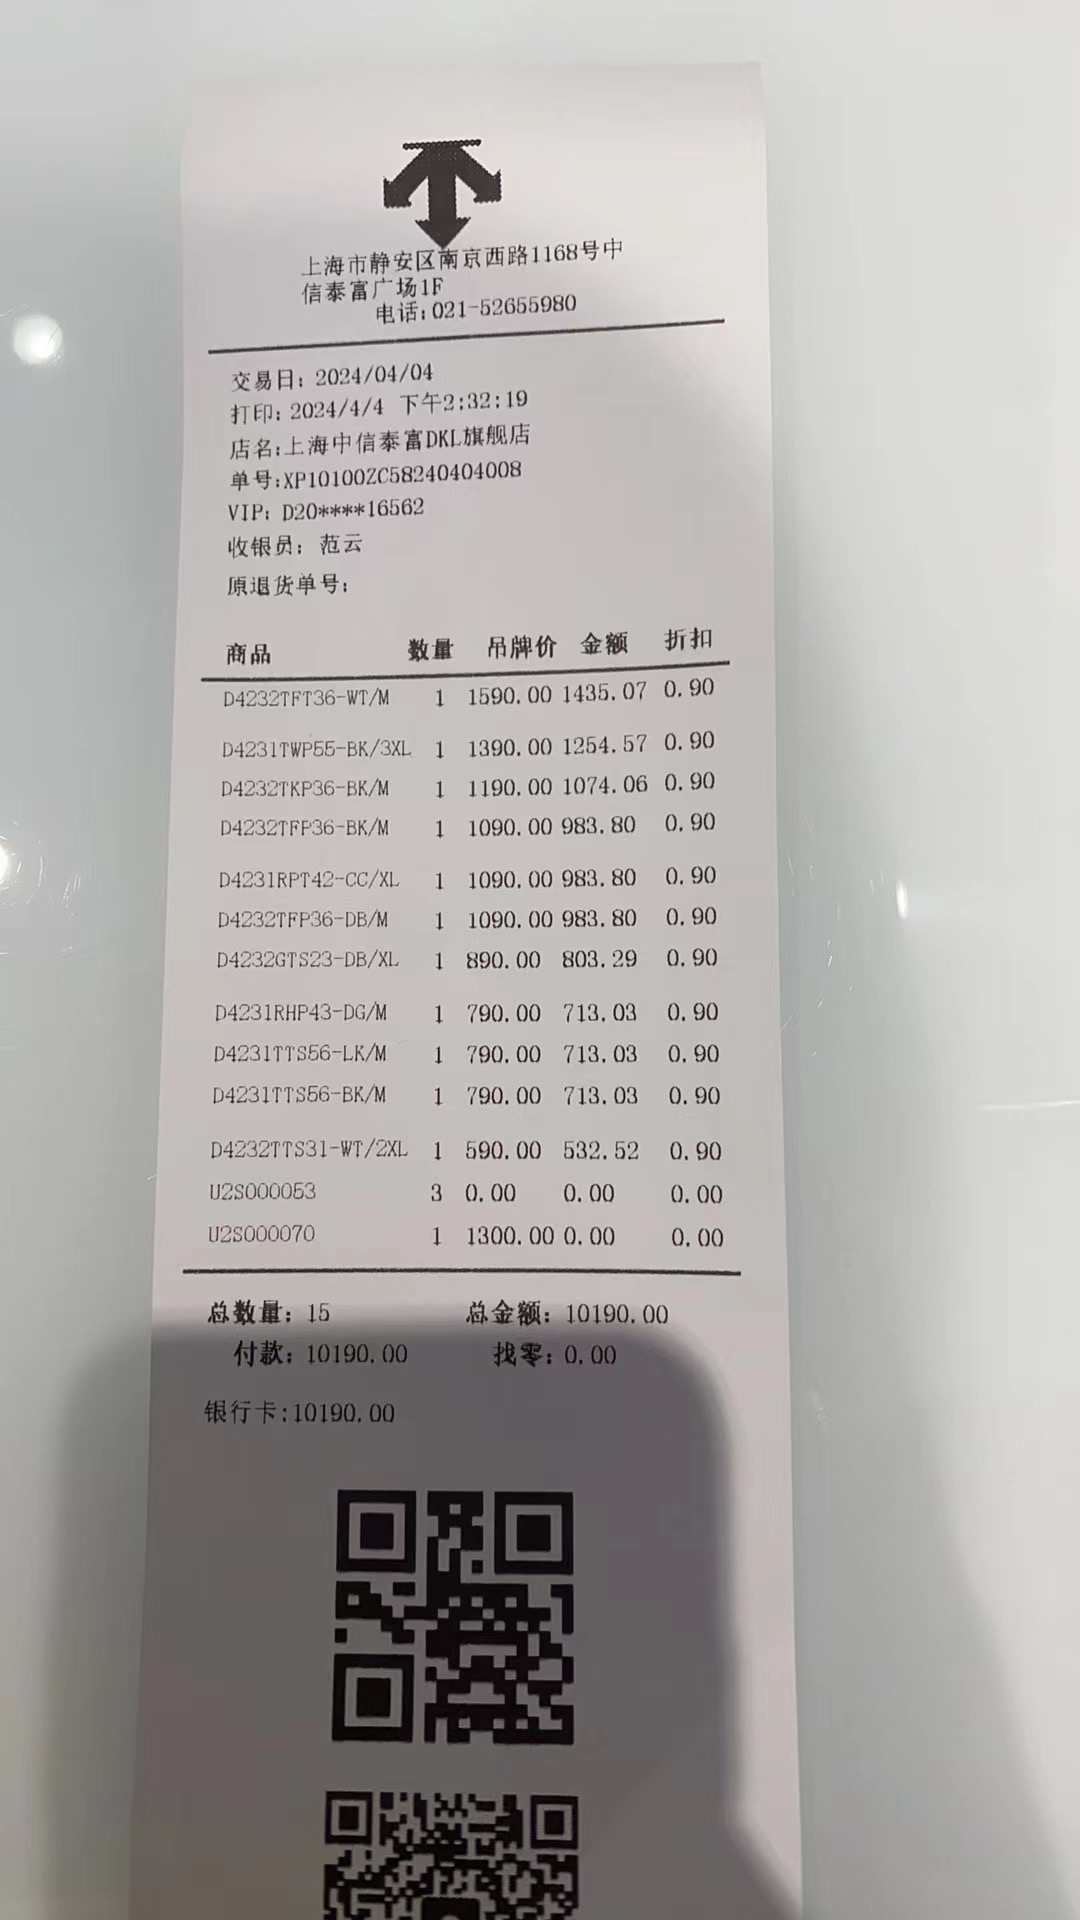 上海市静安区南京西路1168号中
信泰富广场1F
电话:021-52655980
交易日: 2024/04/04
打印: 2024/4/4 下午2:32:19
店名:上海中信泰富DKL旗舰店
单号:XP10100ZC58240404008
VIP: D20****16562
收银员: 范云
原退货单号:
商品 数量 吊牌价 金额 折扣
D4232TFT36-WT/M 1 1590.00 1435.07 0.90
D4231TWP55-BK/3XL 1 1390.00 1254.57 0.90
D4232TKP36-BK/M 1 1190.00 1074.06 0.90
D4232TFP36-BK/M 1 1090.00 983.80 0.90
D4231RPT42-CC/XL 1 1090.00 983.80 0.90
D4232TFP36-DB/M 1 1090.00 983.80 0.90
D4232GTS23-DB/XL 1 890.00 803.29 0.90
D4231RHP43-DG/M 1 790.00 713.03 0.90
D4231TTS56-LK/M 1 790.00 713.03 0.90
D4231TTS56-BK/M 1 790.00 713.03 0.90
D4232TTS31-WT/2XL 1 590.00 532.52 0.90
U2S000053 3 0.00 0.00 0.00
U2S000070 1 1300.00 0.00 0.00
总数量: 15 总金额: 10190.00
付款: 10190.00 找零: 0.00
银行卡:10190.00